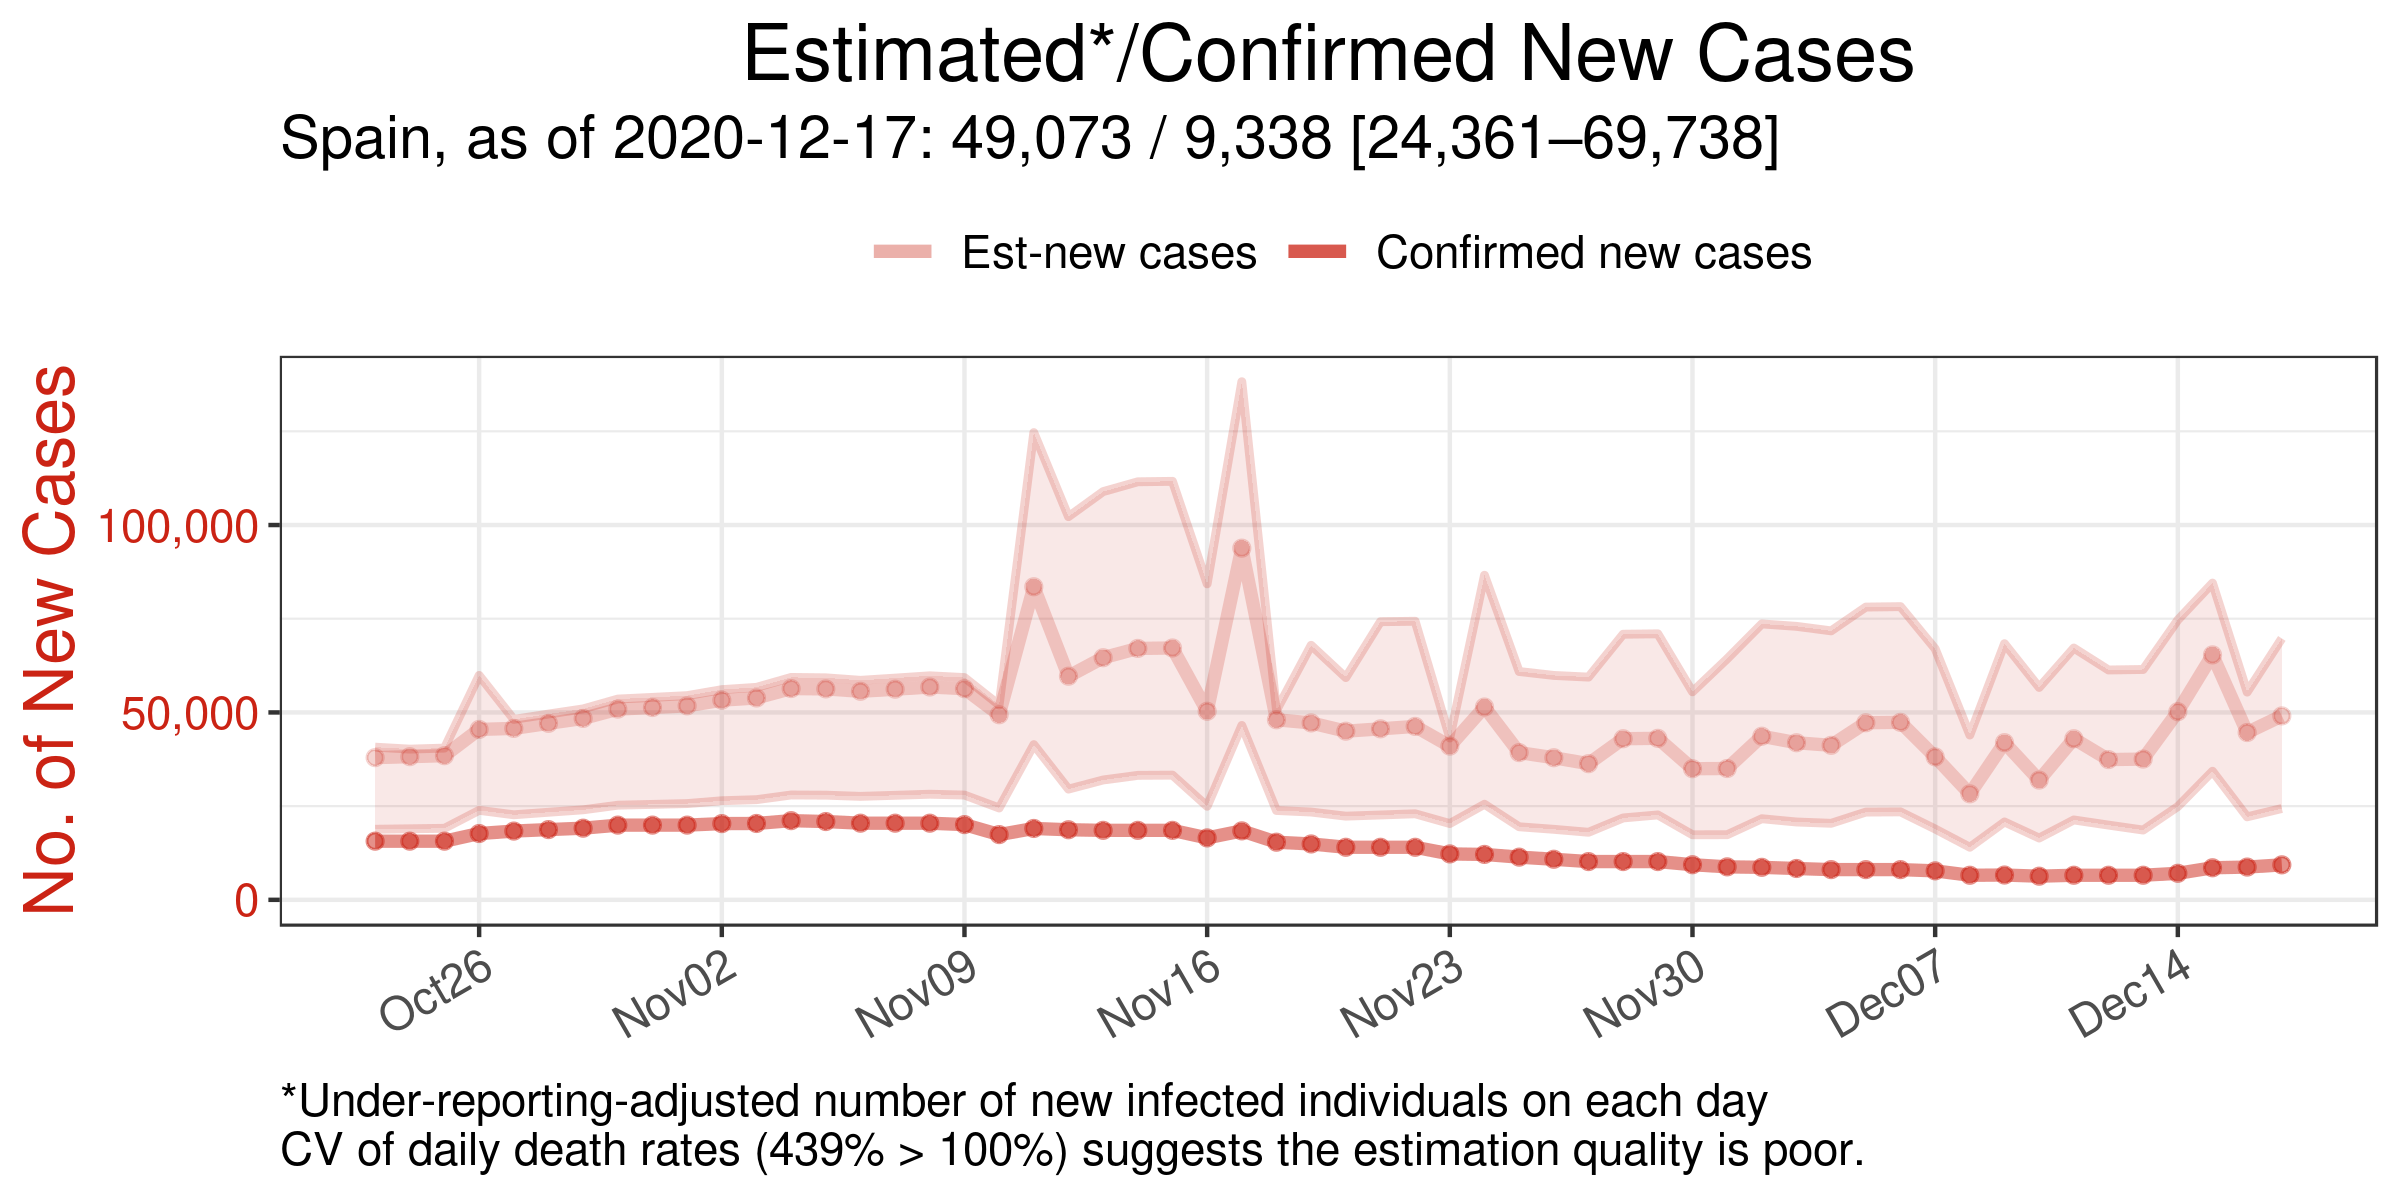 Estimated*/Confirmed New Cases
Spain, as of 2020-12-17: 49,073 / 9,338 [24,361–69,738]
Est-new cases Confirmed new cases
No. of New Cases
100,000
50,000
0
Oct26 Nov02 Nov09 Nov16 Nov23 Nov30 Dec07 Dec14
*Under-reporting-adjusted number of new infected individuals on each day
CV of daily death rates (439% > 100%) suggests the estimation quality is poor.